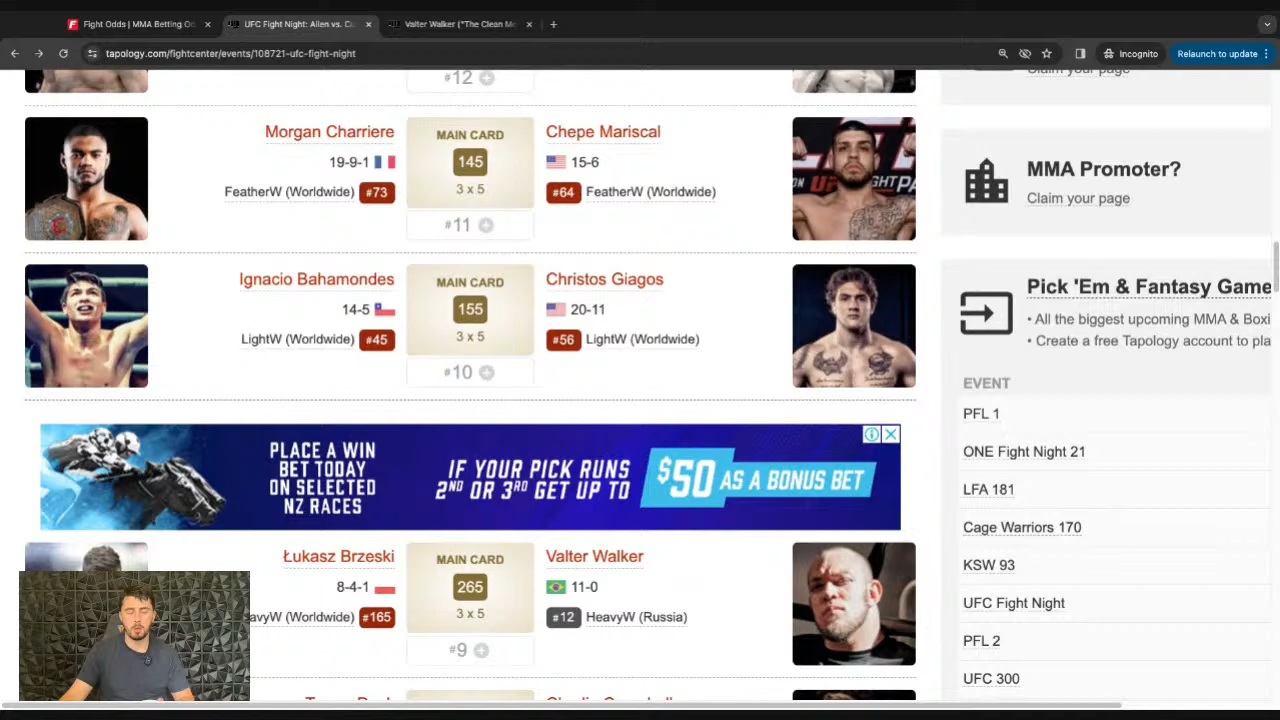 Fight Odds | MMA Betting Od
UFC Fight Night: Allen vs. Cu
Valter Walker ("The Clean Mo
tapology.com/fightcenter/events/108721-ufc-fight-night
Incognito
Relaunch to update
#12
Claim your page
Morgan Charriere
MAIN CARD
Chepe Mariscal
19-9-1
145
15-6
FeatherW (Worldwide) #73
3 x 5
#64 FeatherW (Worldwide)
#11
MMA Promoter?
Claim your page
Ignacio Bahamondes
MAIN CARD
Christos Giagos
14-5
155
20-11
LightW (Worldwide) #45
3 x 5
#56 LightW (Worldwide)
#10
Pick 'Em & Fantasy Game
• All the biggest upcoming MMA & Boxi
• Create a free Tapology account to pla
EVENT
PFL 1
ONE Fight Night 21
LFA 181
Cage Warriors 170
KSW 93
UFC Fight Night
PFL 2
UFC 300
PLACE A WIN
BET TODAY
ON SELECTED
NZ RACES
IF YOUR PICK RUNS
2ND OR 3RD GET UP TO
$50 AS A BONUS BET
Łukasz Brzeski
MAIN CARD
Valter Walker
8-4-1
265
11-0
avyW (Worldwide) #165
3 x 5
#12 HeavyW (Russia)
#9